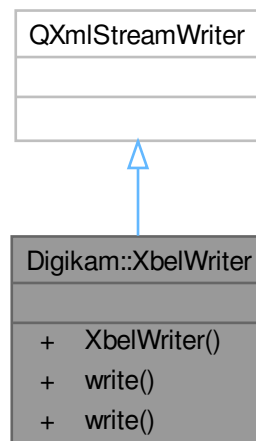 QXmlStreamWriter
Digikam::XbelWriter
+ XbelWriter()
+ write()
+ write()